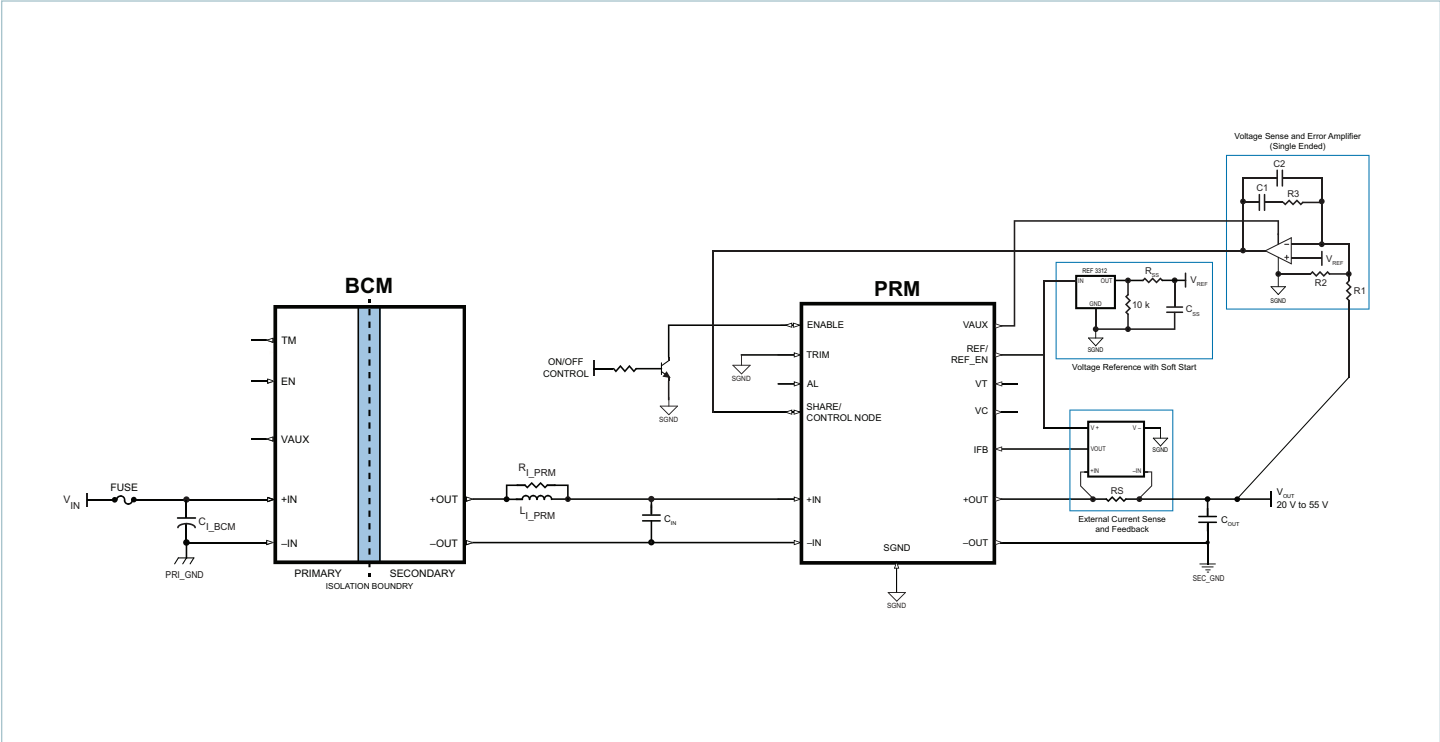 Voltage Sense and Error Amplifier
(Single Ended)
C2
C1
R3
–
+
V_REF
R2
R1
SGND
BCM
PRM
REF 3312
IN
OUT
GND
R_SS
V_REF
10 k
C_SS
SGND
Voltage Reference with Soft Start
TM
EN
VAUX
+IN
–IN
+OUT
–OUT
PRIMARY
SECONDARY
ISOLATION BOUNDRY
V_IN
FUSE
C_I_BCM
PRI_GND
R_I_PRM
L_I_PRM
C_IN
ON/OFF
CONTROL
SGND
SGND
ENABLE
TRIM
AL
SHARE/
CONTROL NODE
+IN
–IN
VAUX
REF/
REF_EN
VT
VC
IFB
+OUT
–OUT
SGND
SGND
V +
V –
VOUT
+IN
–IN
SGND
RS
External Current Sense
and Feedback
C_OUT
V_OUT
20 V to 55 V
SEC_GND